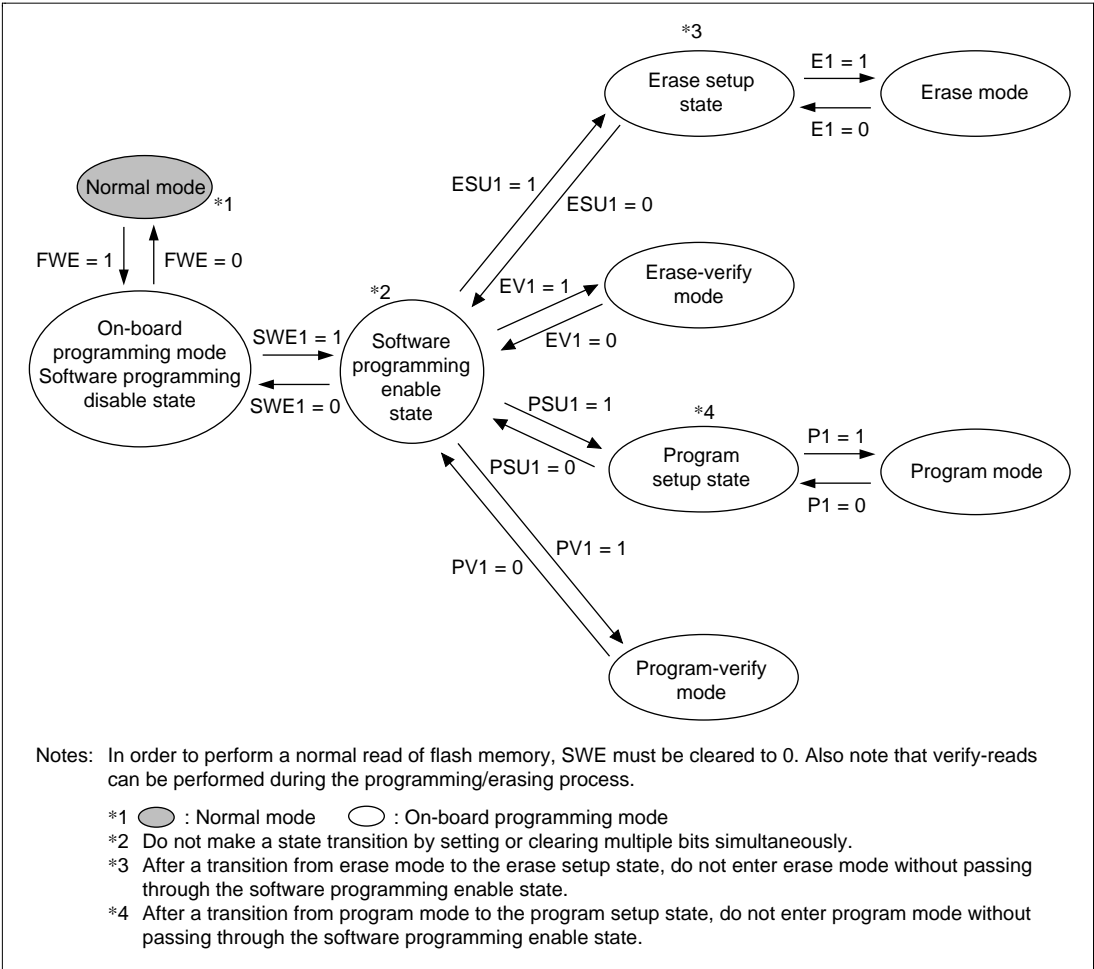 *3
Erase setup
state
E1 = 1
E1 = 0
Erase mode
Normal mode
*1
ESU1 = 1
ESU1 = 0
FWE = 1
FWE = 0
Erase-verify
mode
EV1 = 1
EV1 = 0
*2
On-board
programming mode
Software programming
disable state
SWE1 = 1
SWE1 = 0
Software
programming
enable
state
PSU1 = 1
PSU1 = 0
*4
Program
setup state
P1 = 1
P1 = 0
Program mode
PV1 = 1
PV1 = 0
Program-verify
mode
Notes: In order to perform a normal read of flash memory, SWE must be cleared to 0. Also note that verify-reads
can be performed during the programming/erasing process.
*1 : Normal mode : On-board programming mode
*2 Do not make a state transition by setting or clearing multiple bits simultaneously.
*3 After a transition from erase mode to the erase setup state, do not enter erase mode without passing
through the software programming enable state.
*4 After a transition from program mode to the program setup state, do not enter program mode without
passing through the software programming enable state.